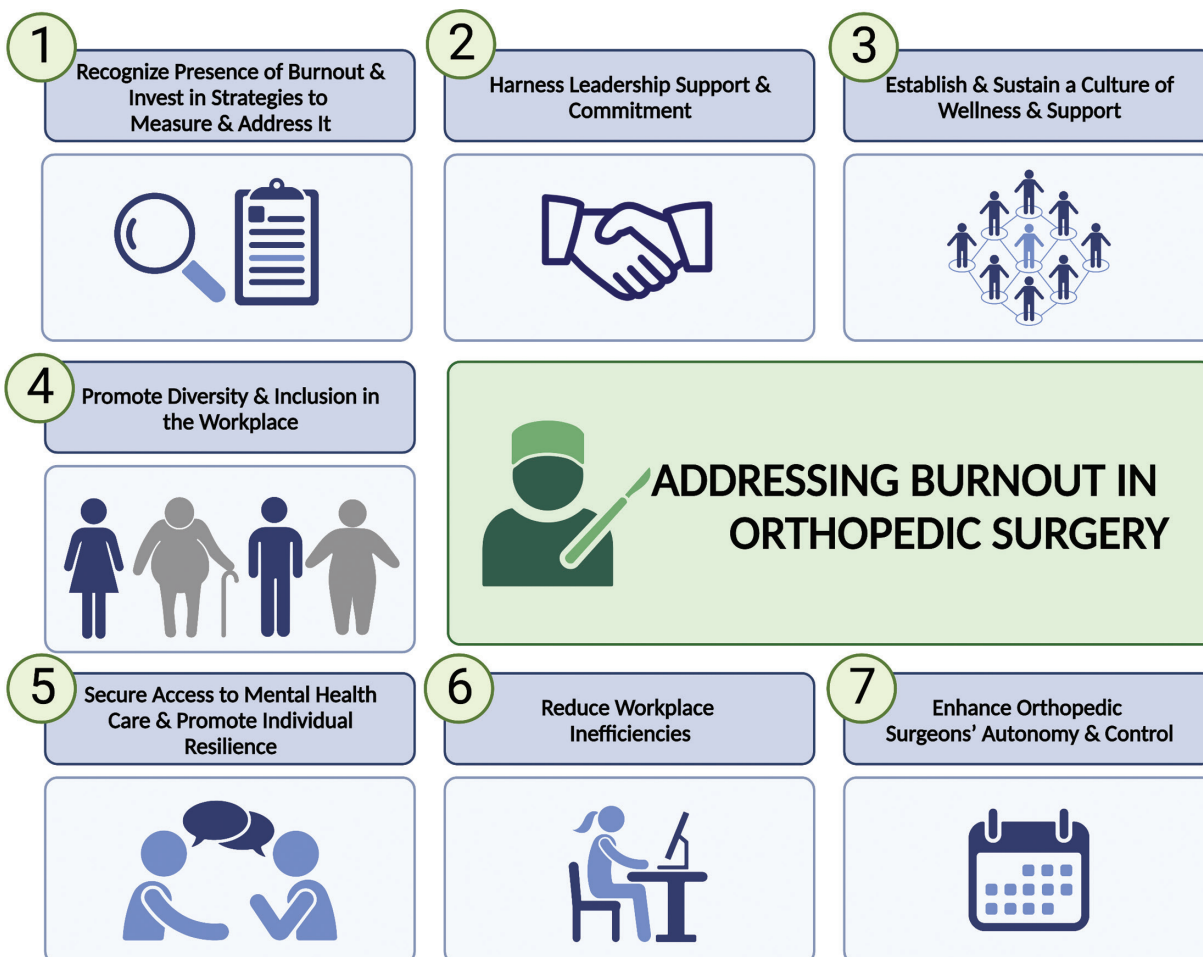 1
Recognize Presence of Burnout &
Invest in Strategies to
Measure & Address It
2
Harness Leadership Support &
Commitment
3
Establish & Sustain a Culture of
Wellness & Support
4
Promote Diversity & Inclusion in
the Workplace
ADDRESSING BURNOUT IN
ORTHOPEDIC SURGERY
5
Secure Access to Mental Health
Care & Promote Individual
Resilience
6
Reduce Workplace
Inefficiencies
7
Enhance Orthopedic
Surgeons’ Autonomy & Control